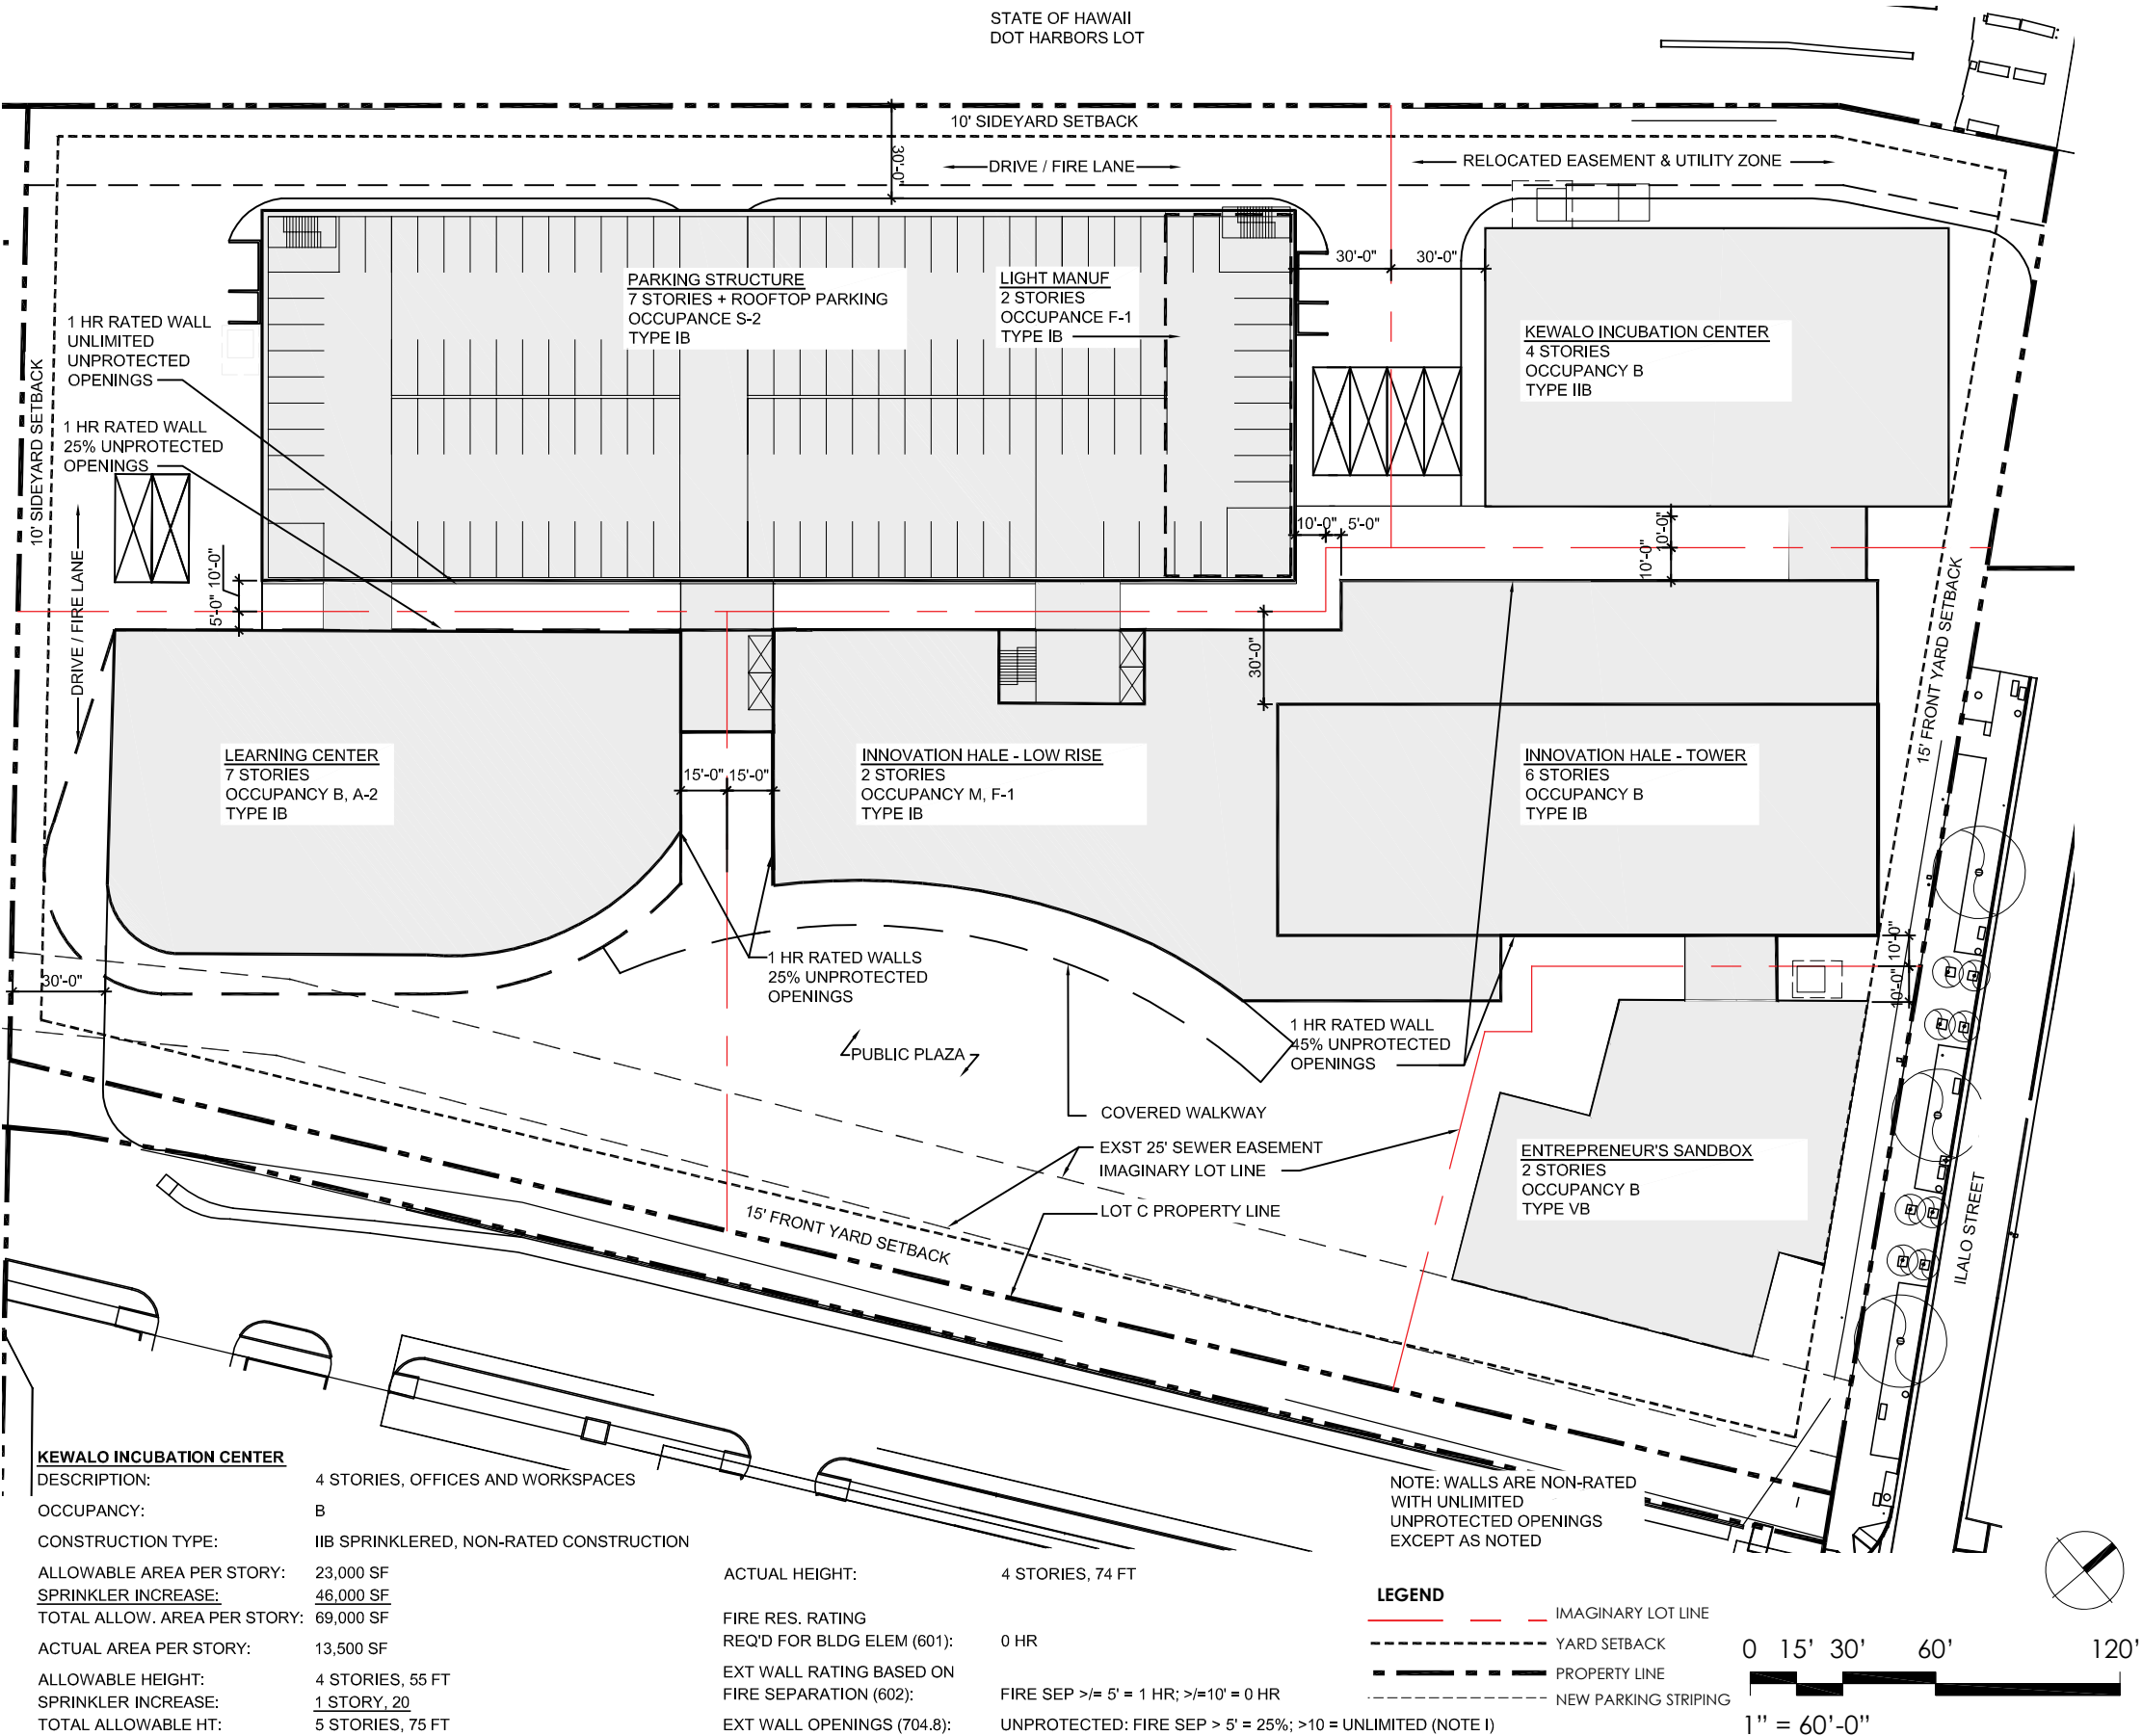 STATE OF HAWAII
DOT HARBORS LOT
10' SIDEYARD SETBACK
30'-0"
DRIVE / FIRE LANE
RELOCATED EASEMENT & UTILITY ZONE
PARKING STRUCTURE
7 STORIES + ROOFTOP PARKING
OCCUPANCE S-2
TYPE IB
LIGHT MANUF
2 STORIES
OCCUPANCE F-1
TYPE IB
30'-0"
30'-0"
KEWALO INCUBATION CENTER
4 STORIES
OCCUPANCY B
TYPE IIB
1 HR RATED WALL
UNLIMITED
UNPROTECTED
OPENINGS
1 HR RATED WALL
25% UNPROTECTED
OPENINGS
10' SIDEYARD SETBACK
DRIVE / FIRE LANE
5'-0"
10'-0"
10'-0"
5'-0"
10'-0"
10'-0"
30'-0"
15' FRONT YARD SETBACK
LEARNING CENTER
7 STORIES
OCCUPANCY B, A-2
TYPE IB
15'-0"
15'-0"
INNOVATION HALE - LOW RISE
2 STORIES
OCCUPANCY M, F-1
TYPE IB
INNOVATION HALE - TOWER
6 STORIES
OCCUPANCY B
TYPE IB
30'-0"
1 HR RATED WALLS
25% UNPROTECTED
OPENINGS
10'-0"
10'-0"
PUBLIC PLAZA
1 HR RATED WALL
45% UNPROTECTED
OPENINGS
COVERED WALKWAY
EXST 25' SEWER EASEMENT
IMAGINARY LOT LINE
LOT C PROPERTY LINE
15' FRONT YARD SETBACK
ENTREPRENEUR'S SANDBOX
2 STORIES
OCCUPANCY B
TYPE VB
ILALO STREET
KEWALO INCUBATION CENTER
DESCRIPTION: 4 STORIES, OFFICES AND WORKSPACES
OCCUPANCY: B
CONSTRUCTION TYPE: IIB SPRINKLERED, NON-RATED CONSTRUCTION
ALLOWABLE AREA PER STORY: 23,000 SF
SPRINKLER INCREASE: 46,000 SF
TOTAL ALLOW. AREA PER STORY: 69,000 SF
ACTUAL AREA PER STORY: 13,500 SF
ALLOWABLE HEIGHT: 4 STORIES, 55 FT
SPRINKLER INCREASE: 1 STORY, 20
TOTAL ALLOWABLE HT: 5 STORIES, 75 FT
ACTUAL HEIGHT: 4 STORIES, 74 FT
FIRE RES. RATING
REQ'D FOR BLDG ELEM (601): 0 HR
EXT WALL RATING BASED ON
FIRE SEPARATION (602): FIRE SEP >/= 5' = 1 HR; >/=10' = 0 HR
EXT WALL OPENINGS (704.8): UNPROTECTED: FIRE SEP > 5' = 25%; >10 = UNLIMITED (NOTE I)
NOTE: WALLS ARE NON-RATED
WITH UNLIMITED
UNPROTECTED OPENINGS
EXCEPT AS NOTED
LEGEND
IMAGINARY LOT LINE
YARD SETBACK
PROPERTY LINE
NEW PARKING STRIPING
0 15' 30' 60' 120'
1" = 60'-0"